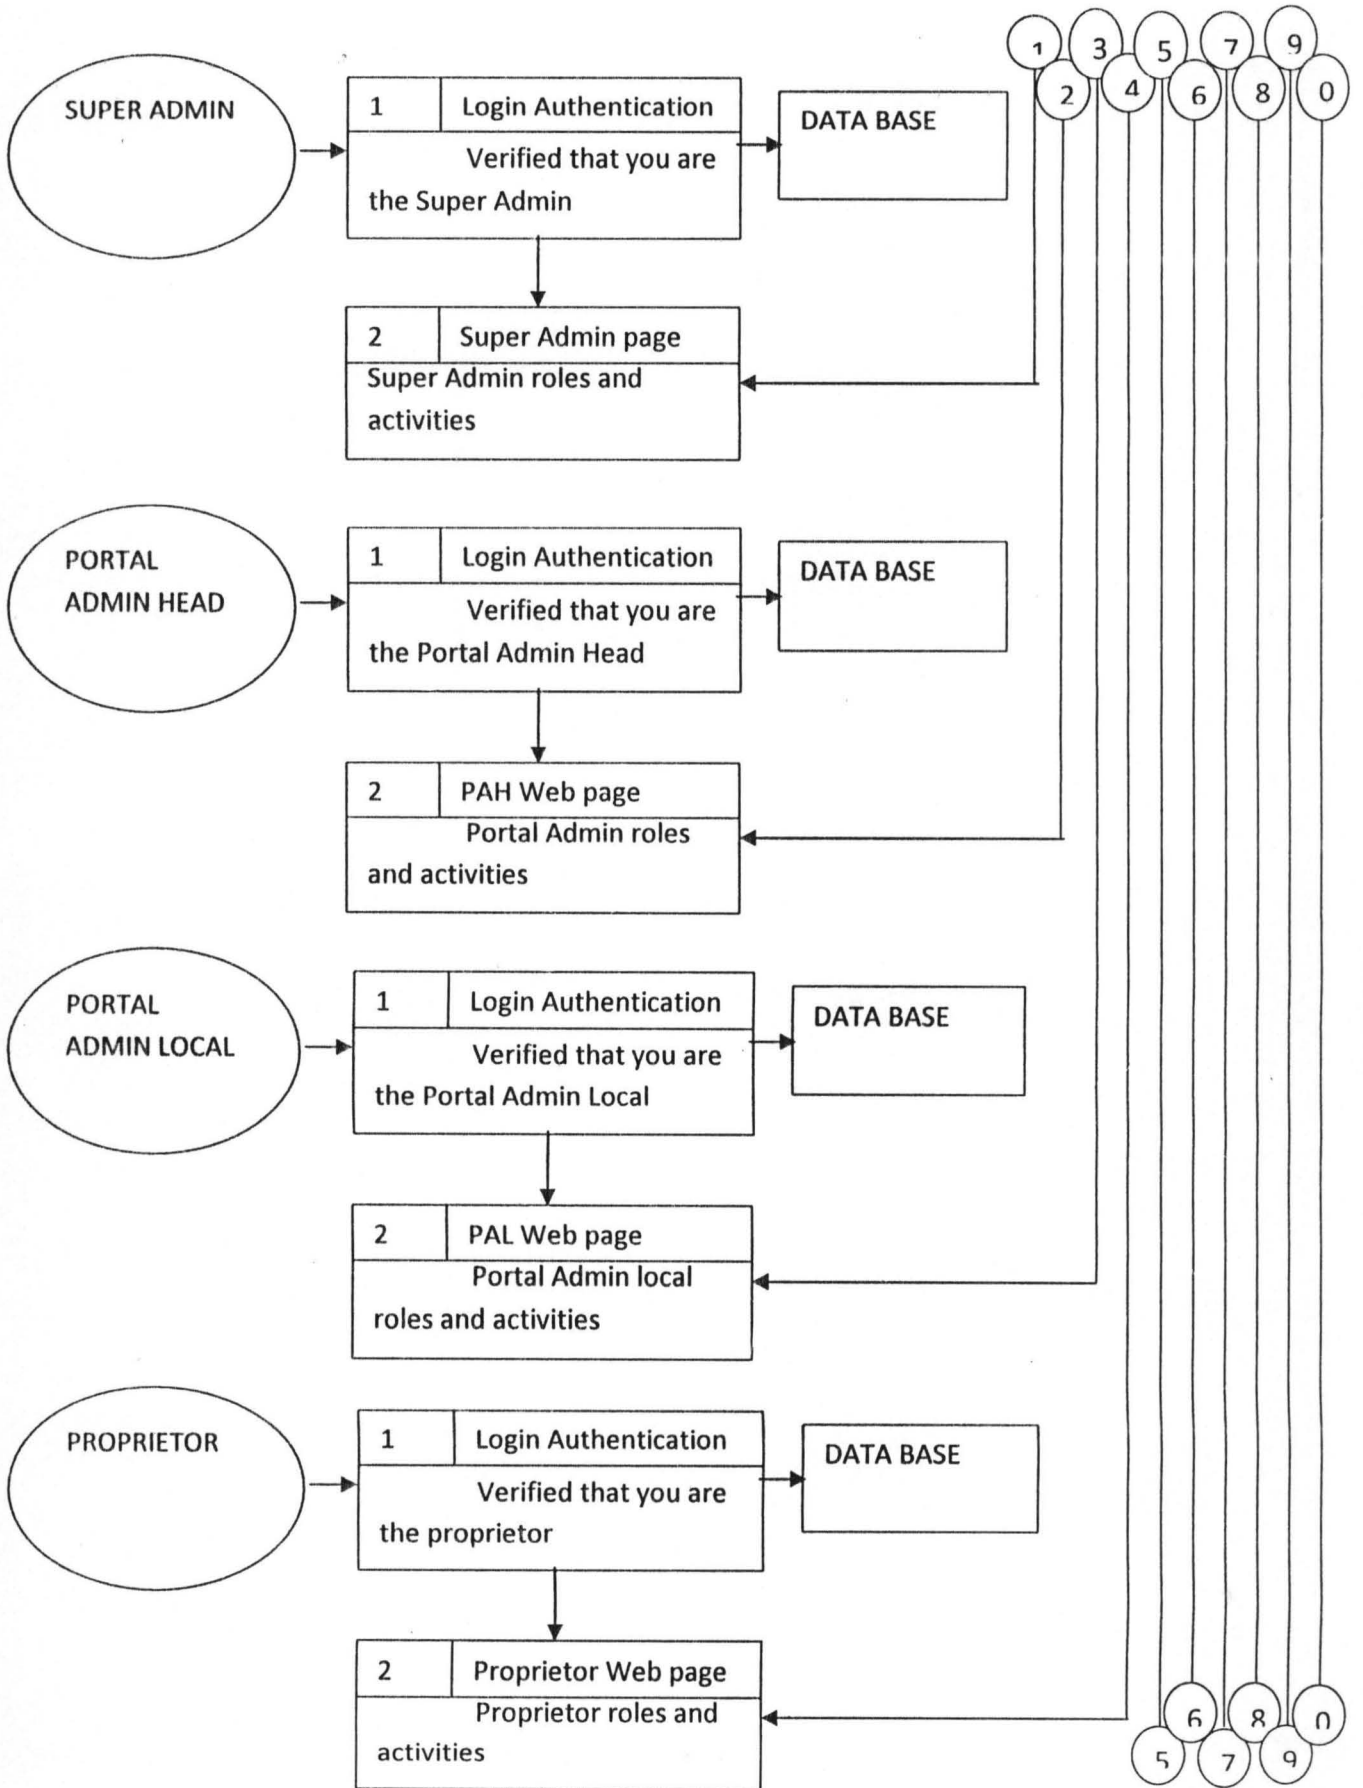 1
3
5
7
9
2
4
6
8
0
SUPER ADMIN
1
Login Authentication
Verified that you are
the Super Admin
DATA BASE
2
Super Admin page
Super Admin roles and
activities
PORTAL
ADMIN HEAD
1
Login Authentication
Verified that you are
the Portal Admin Head
DATA BASE
2
PAH Web page
Portal Admin roles
and activities
PORTAL
ADMIN LOCAL
1
Login Authentication
Verified that you are
the Portal Admin Local
DATA BASE
2
PAL Web page
Portal Admin local
roles and activities
PROPRIETOR
1
Login Authentication
Verified that you are
the proprietor
DATA BASE
2
Proprietor Web page
Proprietor roles and
activities
6
8
0
5
7
9